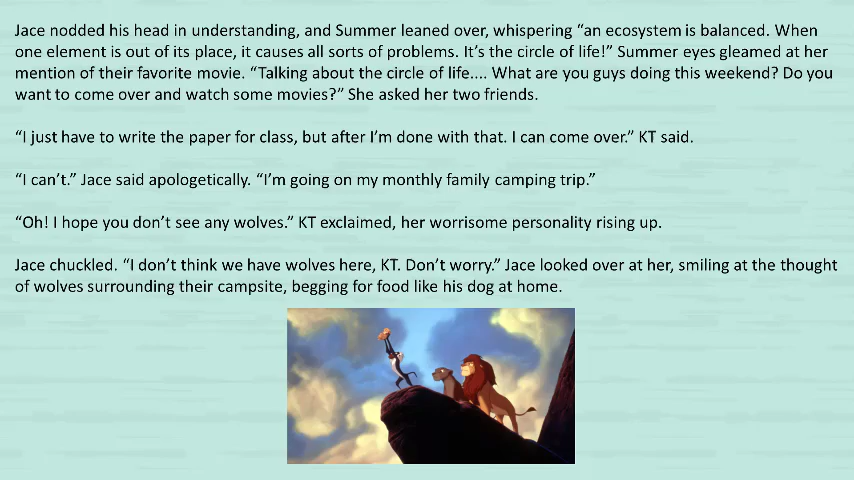 Jace nodded his head in understanding, and Summer leaned over, whispering “an ecosystem is balanced. When
one element is out of its place, it causes all sorts of problems. It’s the circle of life!” Summer eyes gleamed at her
mention of their favorite movie. “Talking about the circle of life.... What are you guys doing this weekend? Do you
want to come over and watch some movies?” She asked her two friends.
“I just have to write the paper for class, but after I’m done with that. I can come over.” KT said.
“I can’t.” Jace said apologetically. “I’m going on my monthly family camping trip.”
“Oh! I hope you don’t see any wolves.” KT exclaimed, her worrisome personality rising up.
Jace chuckled. “I don’t think we have wolves here, KT. Don’t worry.” Jace looked over at her, smiling at the thought
of wolves surrounding their campsite, begging for food like his dog at home.